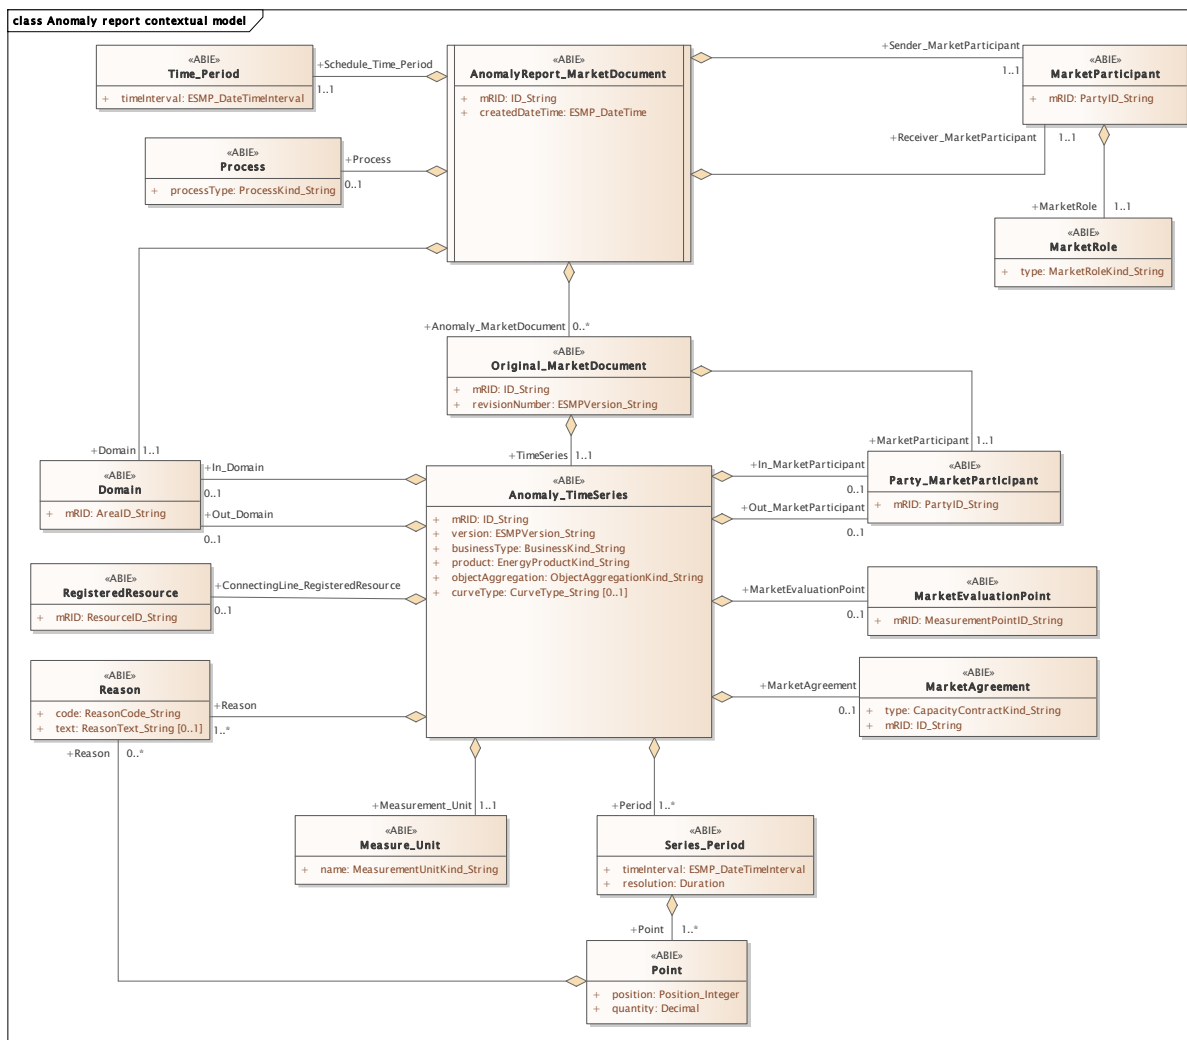 class Anomaly report contextual model
«ABIE»
Time_Period
+ timeInterval: ESMP_DateTimeInterval
+Schedule_Time_Period
1..1
«ABIE»
AnomalyReport_MarketDocument
+ mRID: ID_String
+ createdDateTime: ESMP_DateTime
+Sender_MarketParticipant
1..1
«ABIE»
MarketParticipant
+ mRID: PartyID_String
+Receiver_MarketParticipant
1..1
«ABIE»
Process
+ processType: ProcessKind_String
+Process
0..1
+MarketRole
1..1
«ABIE»
MarketRole
+ type: MarketRoleKind_String
+Anomaly_MarketDocument
0..*
«ABIE»
Original_MarketDocument
+ mRID: ID_String
+ revisionNumber: ESMPVersion_String
+Domain
1..1
+TimeSeries
1..1
+MarketParticipant
1..1
«ABIE»
Domain
+ mRID: AreaID_String
+In_Domain
0..1
+Out_Domain
0..1
«ABIE»
Anomaly_TimeSeries
+ mRID: ID_String
+ version: ESMPVersion_String
+ businessType: BusinessKind_String
+ product: EnergyProductKind_String
+ objectAggregation: ObjectAggregationKind_String
+ curveType: CurveType_String [0..1]
+In_MarketParticipant
0..1
+Out_MarketParticipant
0..1
«ABIE»
Party_MarketParticipant
+ mRID: PartyID_String
«ABIE»
RegisteredResource
+ mRID: ResourceID_String
+ConnectingLine_RegisteredResource
0..1
+MarketEvaluationPoint
0..1
«ABIE»
MarketEvaluationPoint
+ mRID: MeasurementPointID_String
«ABIE»
Reason
+ code: ReasonCode_String
+ text: ReasonText_String [0..1]
+Reason
1..*
+MarketAgreement
0..1
«ABIE»
MarketAgreement
+ type: CapacityContractKind_String
+ mRID: ID_String
+Reason
0..*
+Measurement_Unit
1..1
«ABIE»
Measure_Unit
+ name: MeasurementUnitKind_String
+Period
1..*
«ABIE»
Series_Period
+ timeInterval: ESMP_DateTimeInterval
+ resolution: Duration
+Point
1..*
«ABIE»
Point
+ position: Position_Integer
+ quantity: Decimal